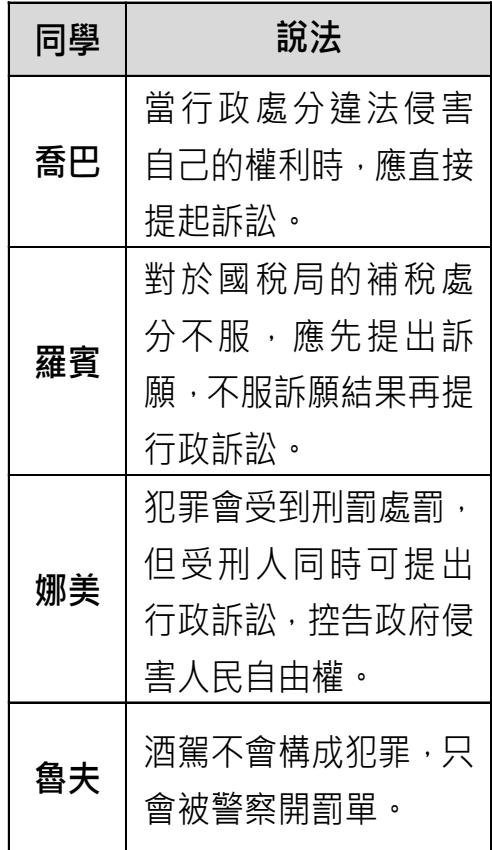 同學 說法
喬巴
當行政處分違法侵害
自己的權利時，應直接
提起訴訟。
羅賓
對於國稅局的補稅處
分不服，應先提出訴
願，不服訴願結果再提
行政訴訟。
娜美
犯罪會受到刑罰處罰，
但受刑人同時可提出
行政訴訟，控告政府侵
害人民自由權。
魯夫
酒駕不會構成犯罪，只
會被警察開罰單。